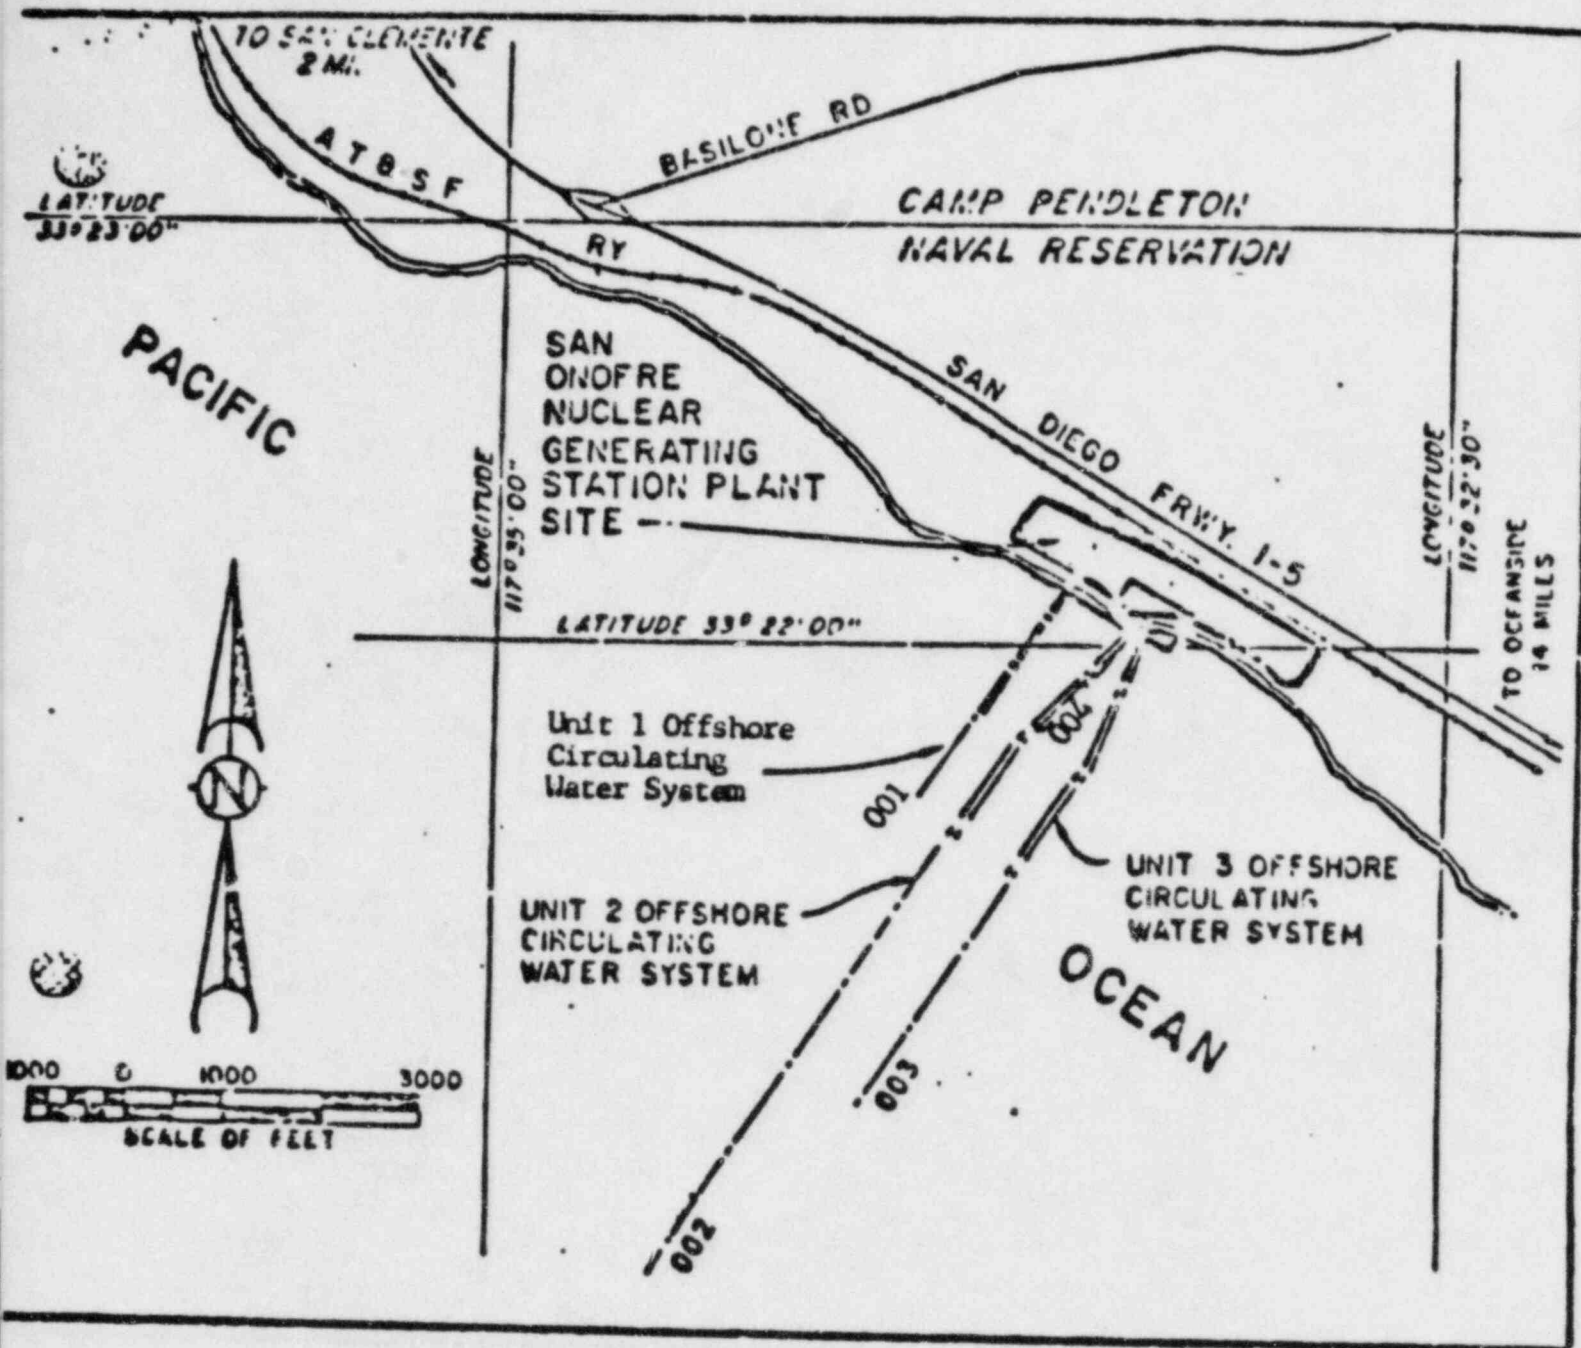 TO SAN CLEMENTE
2 MI.
A T & S F
RY
BASILONE RD
LATITUDE
33° 23' 00"
CAMP PENDLETON
NAVAL RESERVATION
PACIFIC
SAN
ONOFRE
NUCLEAR
GENERATING
STATION PLANT
SITE
SAN DIEGO FRWY. I-5
LONGITUDE
117° 35' 00"
LONGITUDE
117° 32' 30"
TO OCEANSIDE
14 MILLS
LATITUDE 33° 22' 00"
Unit 1 Offshore
Circulating
Water System
001
004
UNIT 2 OFFSHORE
CIRCULATING
WATER SYSTEM
UNIT 3 OFFSHORE
CIRCULATING
WATER SYSTEM
OCEAN
N
1000 0 1000 3000
SCALE OF FEET
003
002